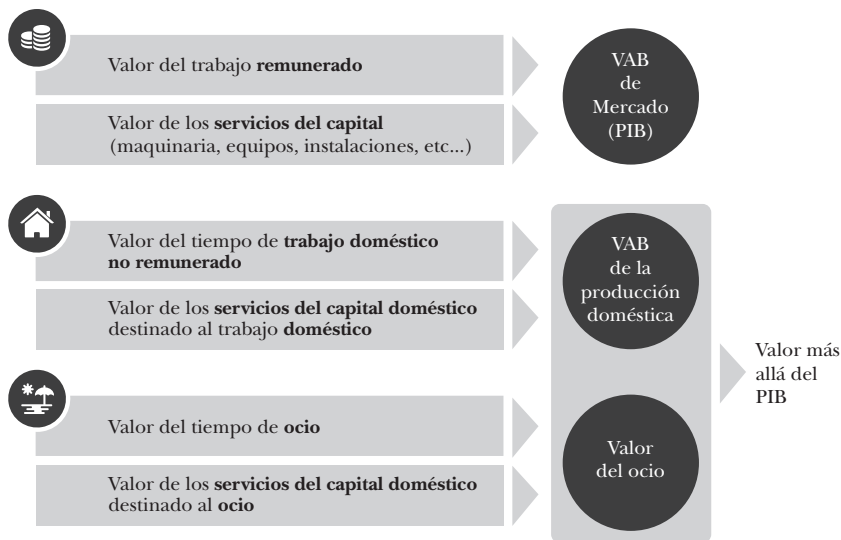 Valor del trabajo remunerado
Valor de los servicios del capital
(maquinaria, equipos, instalaciones, etc...)
VAB
de
Mercado
(PIB)
Valor del tiempo de trabajo doméstico
no remunerado
Valor de los servicios del capital doméstico
destinado al trabajo doméstico
VAB
de la
producción
doméstica
Valor del tiempo de ocio
Valor de los servicios del capital doméstico
destinado al ocio
Valor
del ocio
Valor más
allá del
PIB